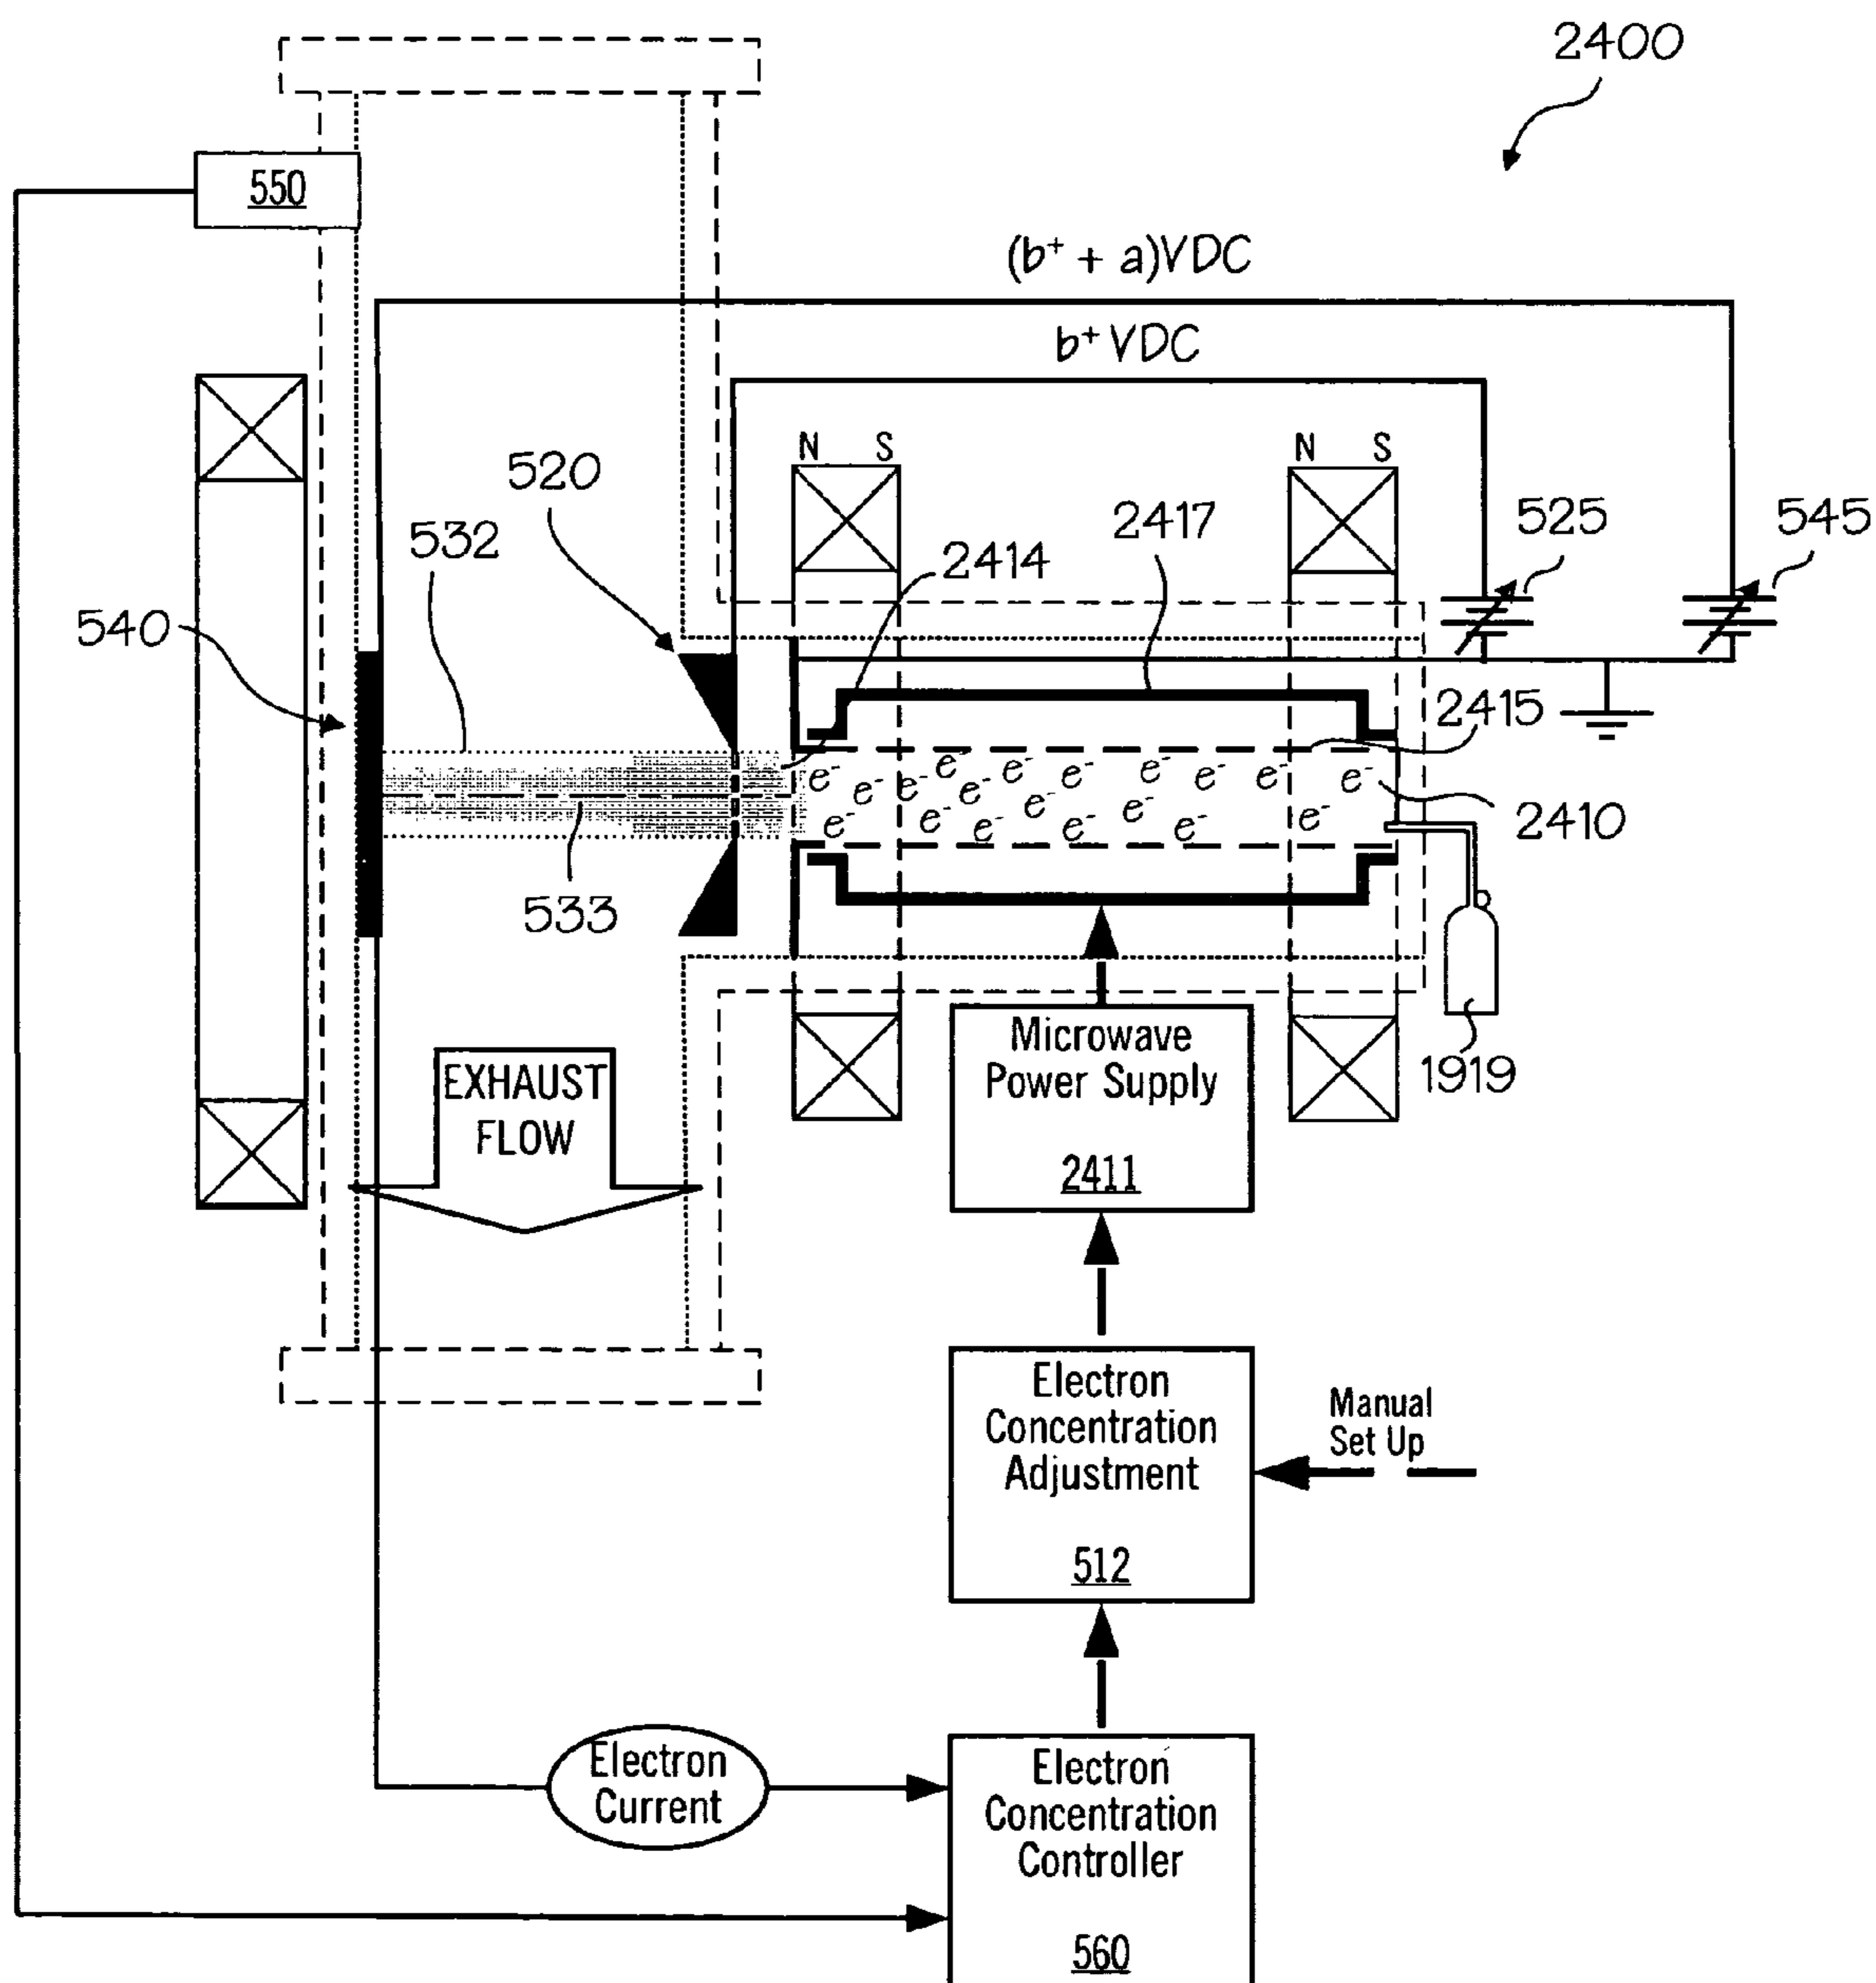 2400
550
(b⁺ + a)VDC
b⁺ VDC
N S
N S
520
2417
525
545
532
2414
540
2415
e⁻ e⁻ e⁻ e⁻ e⁻ e⁻ e⁻ e⁻
e⁻ e⁻ e⁻ e⁻ e⁻
2410
e⁻ e⁻ e⁻ e⁻ e⁻ e⁻
533
EXHAUST
FLOW
Microwave
Power Supply
2411
1919
Electron
Concentration
Adjustment
512
Manual
Set Up
Electron
Current
Electron
Concentration
Controller
560